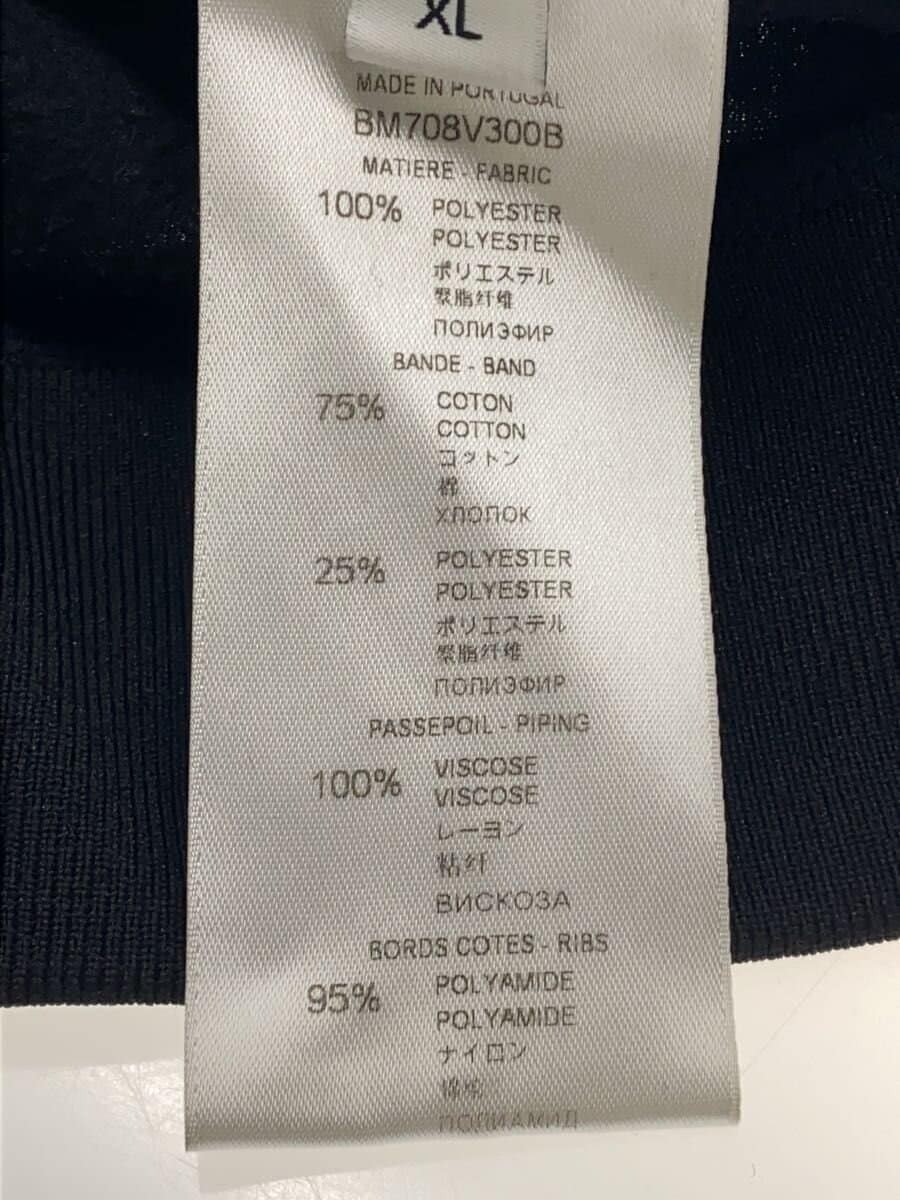 XL
MADE IN PORTUGAL
BM708V300B
MATIERE - FABRIC
100% POLYESTER
POLYESTER
ポリエステル
聚脂纤维
ПОЛИЭФИР
BANDE - BAND
75% COTON
COTTON
コットン
棉
ХЛОПОК
25% POLYESTER
POLYESTER
ポリエステル
聚脂纤维
ПОЛИЭФИР
PASSEPOIL - PIPING
100% VISCOSE
VISCOSE
レーヨン
粘纤
ВИСКОЗА
BORDS COTES - RIBS
95% POLYAMIDE
POLYAMIDE
ナイロン
ПОЛИАМИД